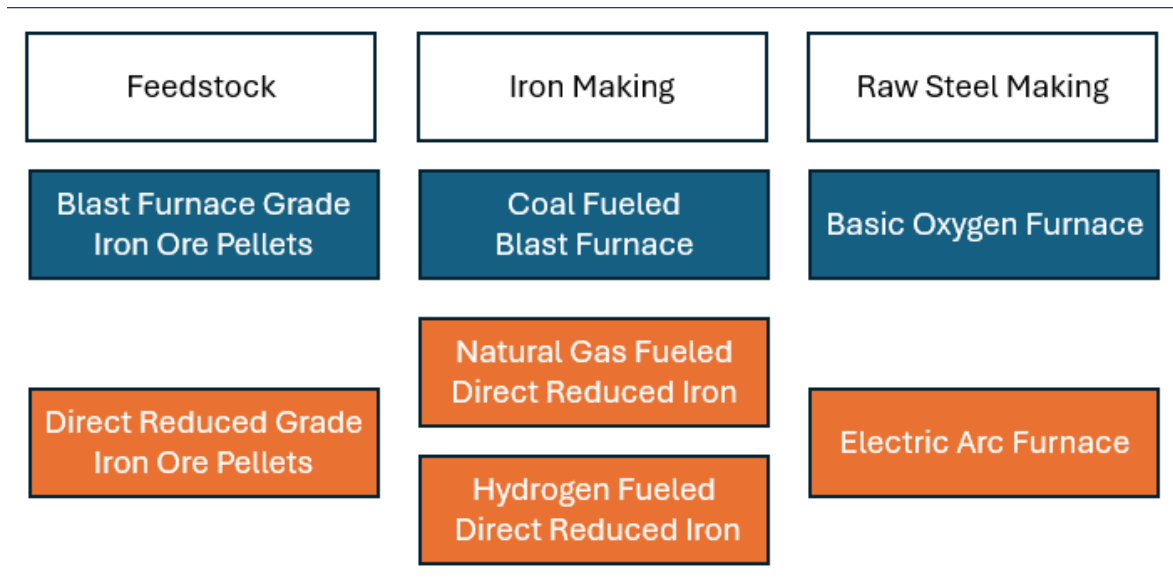 Feedstock
Iron Making
Raw Steel Making
Blast Furnace Grade
Iron Ore Pellets
Coal Fueled
Blast Furnace
Basic Oxygen Furnace
Natural Gas Fueled
Direct Reduced Iron
Direct Reduced Grade
Iron Ore Pellets
Electric Arc Furnace
Hydrogen Fueled
Direct Reduced Iron